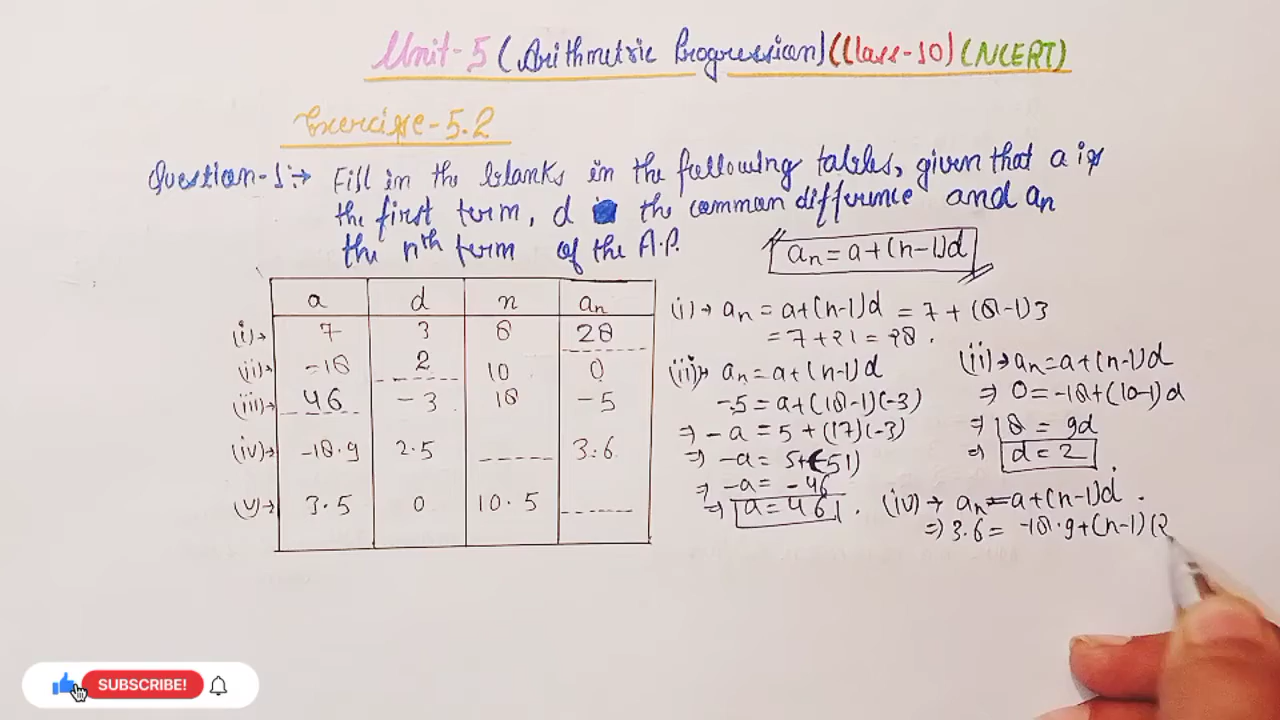 Unit-5 (Arithmetric Progression) (Class-10) (NCERT)
Exercise-5.2
Question-1:→ Fill in the blanks in the following tables, given that a is
the first term, d the common difference and an
the nth term of the A.P.
an = a+(n-1)d
a d n an
(i)→ 7 3 8 28
(ii)→ -18 2 10 0
(iii)→ 46 -3 18 -5
(iv)→ -18.9 2.5 ----- 3.6
(v)→ 3.5 0 10.5 -----
(i)→ an = a+(n-1)d = 7+(8-1)3
= 7+21 = 28.
(iii)→ an = a+(n-1)d
-5 = a+(18-1)(-3)
⇒ -a = 5+(17)(-3)
⇒ -a = 5+(-51)
⇒ -a = -46
⇒ a = 46.
(ii)→ an = a+(n-1)d
⇒ 0 = -18+(10-1)d
⇒ 18 = 9d
⇒ d = 2
(iv)→ an = a+(n-1)d.
⇒ 3.6 = -18.9+(n-1)(2
SUBSCRIBE!